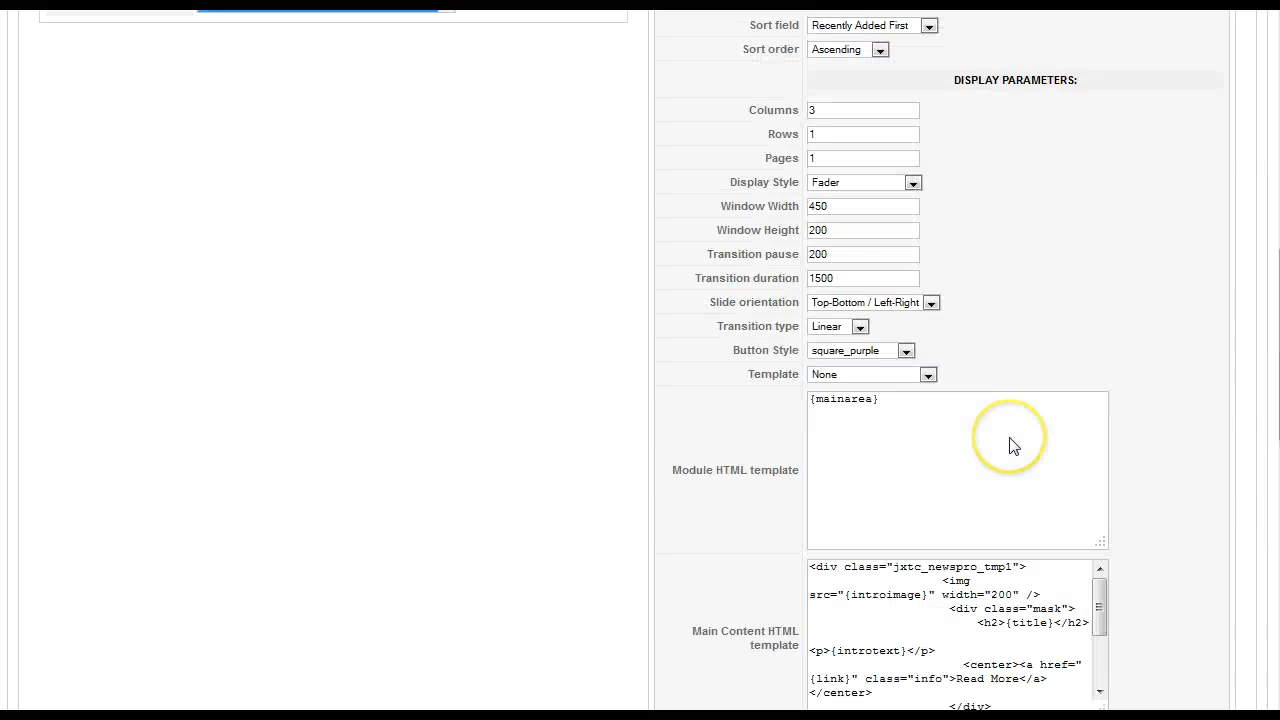 Sort field Recently Added First
Sort order Ascending
DISPLAY PARAMETERS:
Columns 3
Rows 1
Pages 1
Display Style Fader
Window Width 450
Window Height 200
Transition pause 200
Transition duration 1500
Slide orientation Top-Bottom / Left-Right
Transition type Linear
Button Style square_purple
Template None
{mainarea}
Module HTML template
<div class="jxtc_newspro_tmp1">
<img
src="{introimage}" width="200" />
<div class="mask">
<h2>{title}</h2>
Main Content HTML
template
<p>{introtext}</p>
<center><a href="
{link}" class="info">Read More</a>
</center>
</div>